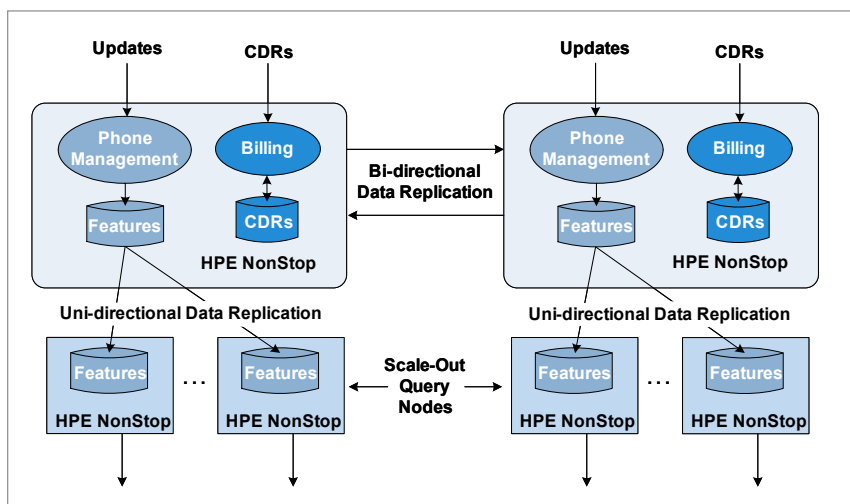 Updates
CDRs
Updates
CDRs
Phone
Management
Billing
Features
CDRs
HPE NonStop
Bi-directional
Data Replication
Phone
Management
Billing
Features
CDRs
HPE NonStop
Uni-directional Data Replication
Uni-directional Data Replication
Features
...
Features
HPE NonStop
HPE NonStop
Scale-Out
Query
Nodes
Features
...
Features
HPE NonStop
HPE NonStop